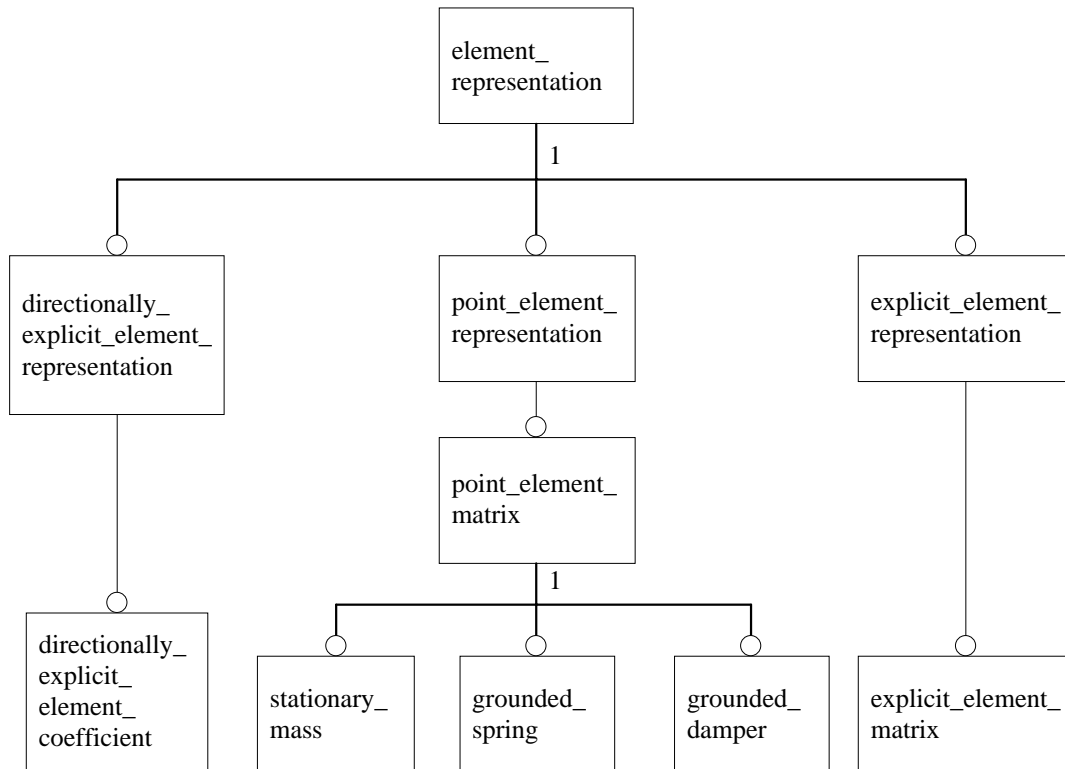 element_
representation
1
directionally_
explicit_element_
representation
point_element_
representation
explicit_element_
representation
point_element_
matrix
1
directionally_
explicit_
element_
coefficient
stationary_
mass
grounded_
spring
grounded_
damper
explicit_element_
matrix